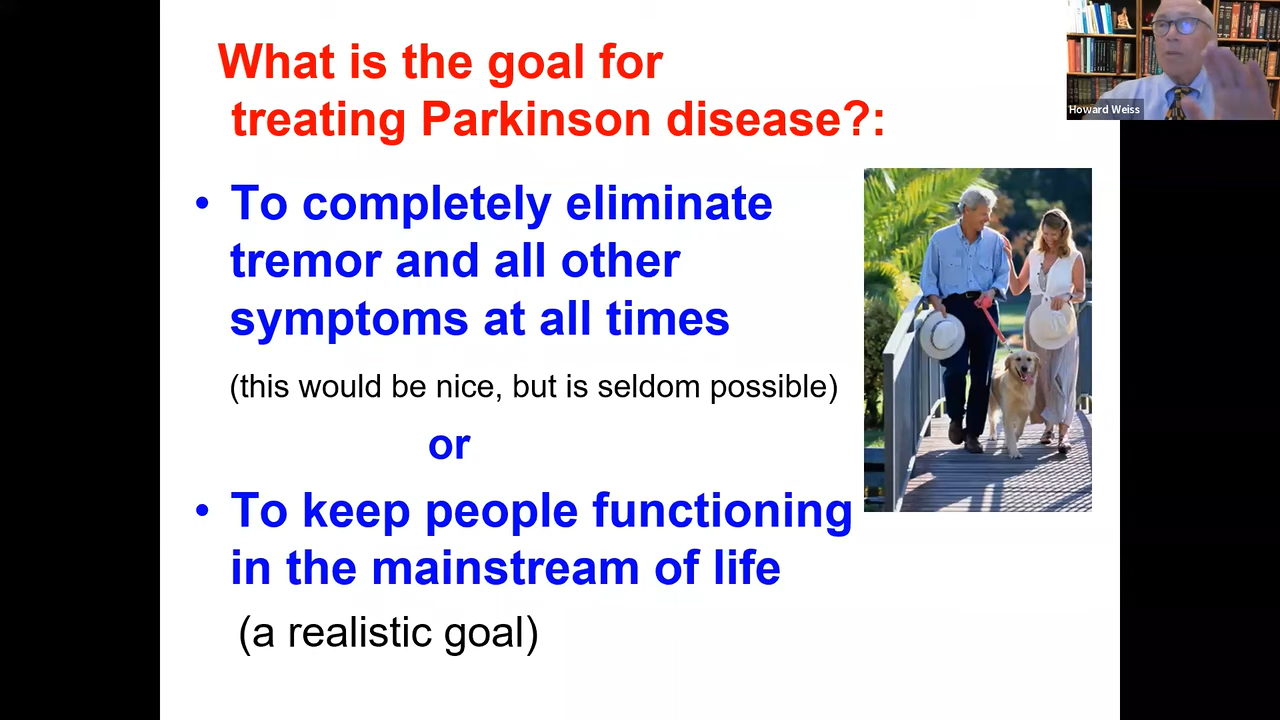 What is the goal for
treating Parkinson disease?:
Howard Weiss
• To completely eliminate
tremor and all other
symptoms at all times
(this would be nice, but is seldom possible)
or
• To keep people functioning
in the mainstream of life
(a realistic goal)